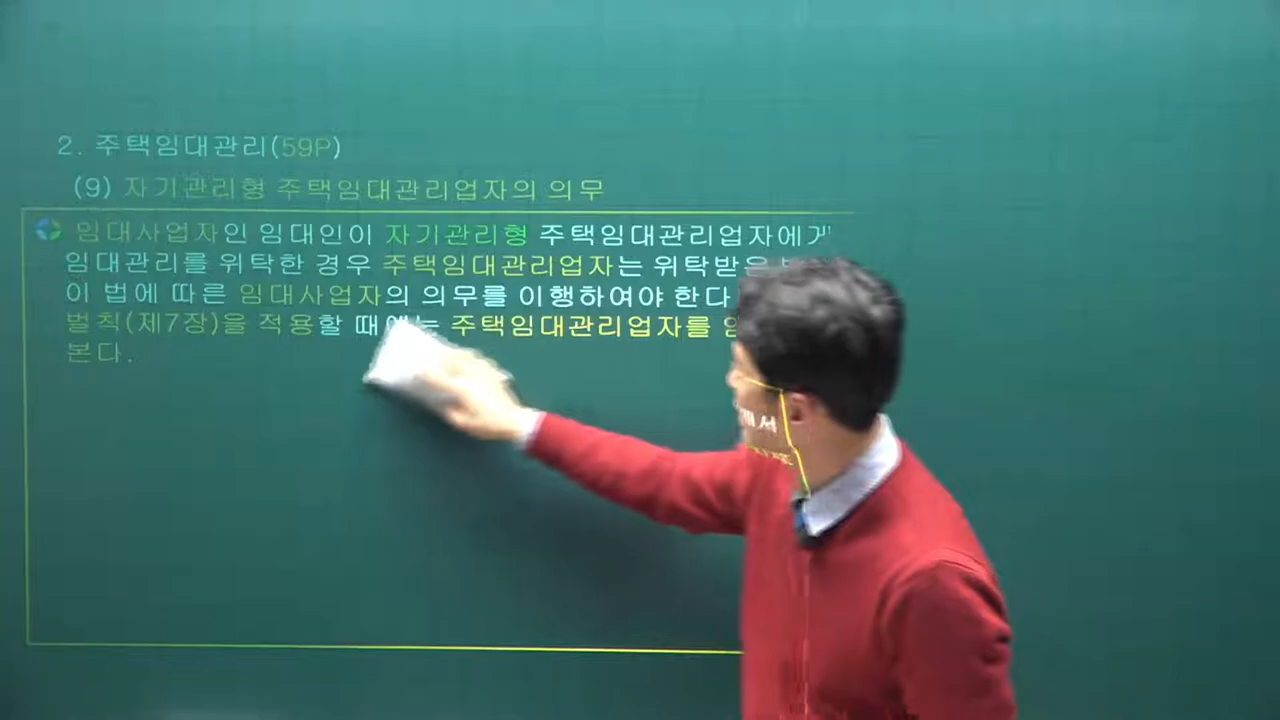 2. 주택임대관리(59P)
(9) 자기관리형 주택임대관리업자의 의무
임대사업자인 임대인이 자기관리형 주택임대관리업자에게
임대관리를 위탁한 경우 주택임대관리업자는 위탁받은
이 법에 따른 임대사업자의 의무를 이행하여야 한다
벌칙(제7장)을 적용할 때에는 주택임대관리업자를
본다.